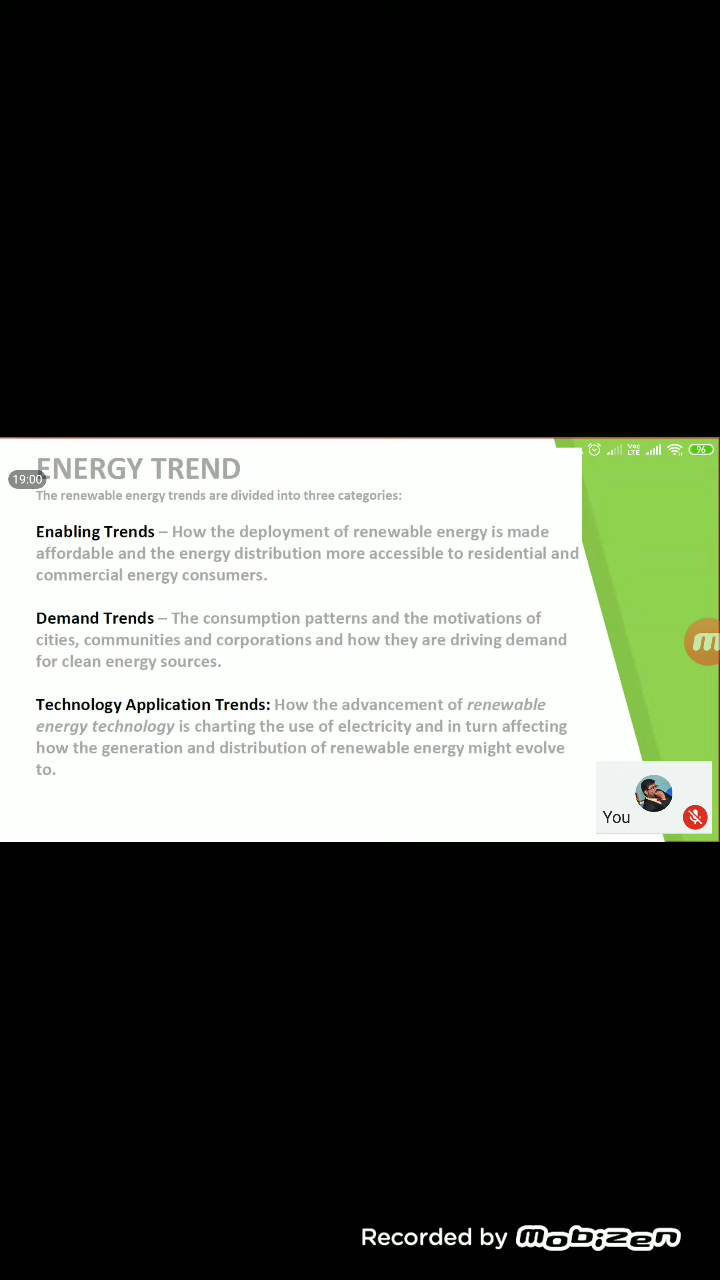 Voo
LTE
96
ENERGY TREND
19:00
The renewable energy trends are divided into three categories:
Enabling Trends – How the deployment of renewable energy is made
affordable and the energy distribution more accessible to residential and
commercial energy consumers.
Demand Trends – The consumption patterns and the motivations of
cities, communities and corporations and how they are driving demand
for clean energy sources.
Technology Application Trends: How the advancement of renewable
energy technology is charting the use of electricity and in turn affecting
how the generation and distribution of renewable energy might evolve
to.
m
You
Recorded by mobizen